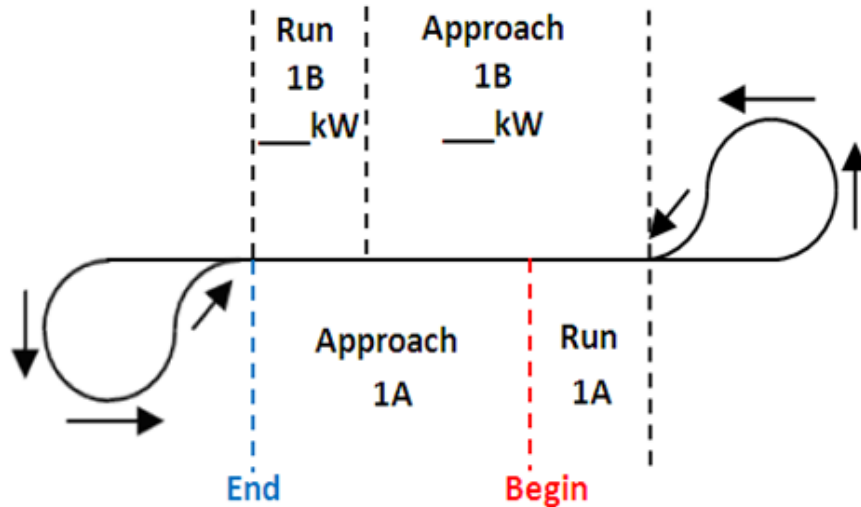 Run
1B
___kW
Approach
1B
___kW
Approach
1A
Run
1A
End
Begin